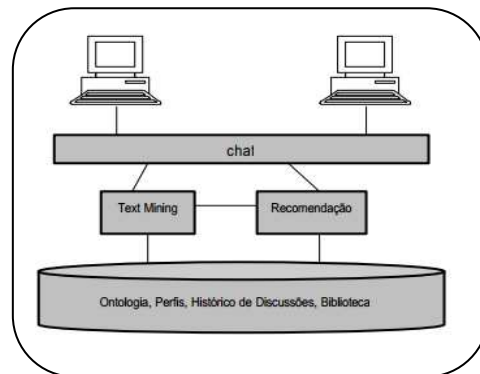 chat
Text Mining
Recomendação
Ontologia, Perfis, Histórico de Discussões, Biblioteca